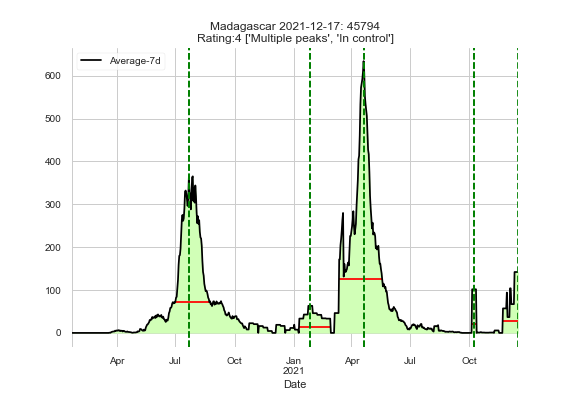 Madagascar 2021-12-17: 45794
Rating:4 ['Multiple peaks', 'In control']
Average-7d
600
500
400
300
200
100
0
Apr
Jul
Oct
Jan
2021
Apr
Jul
Oct
Date